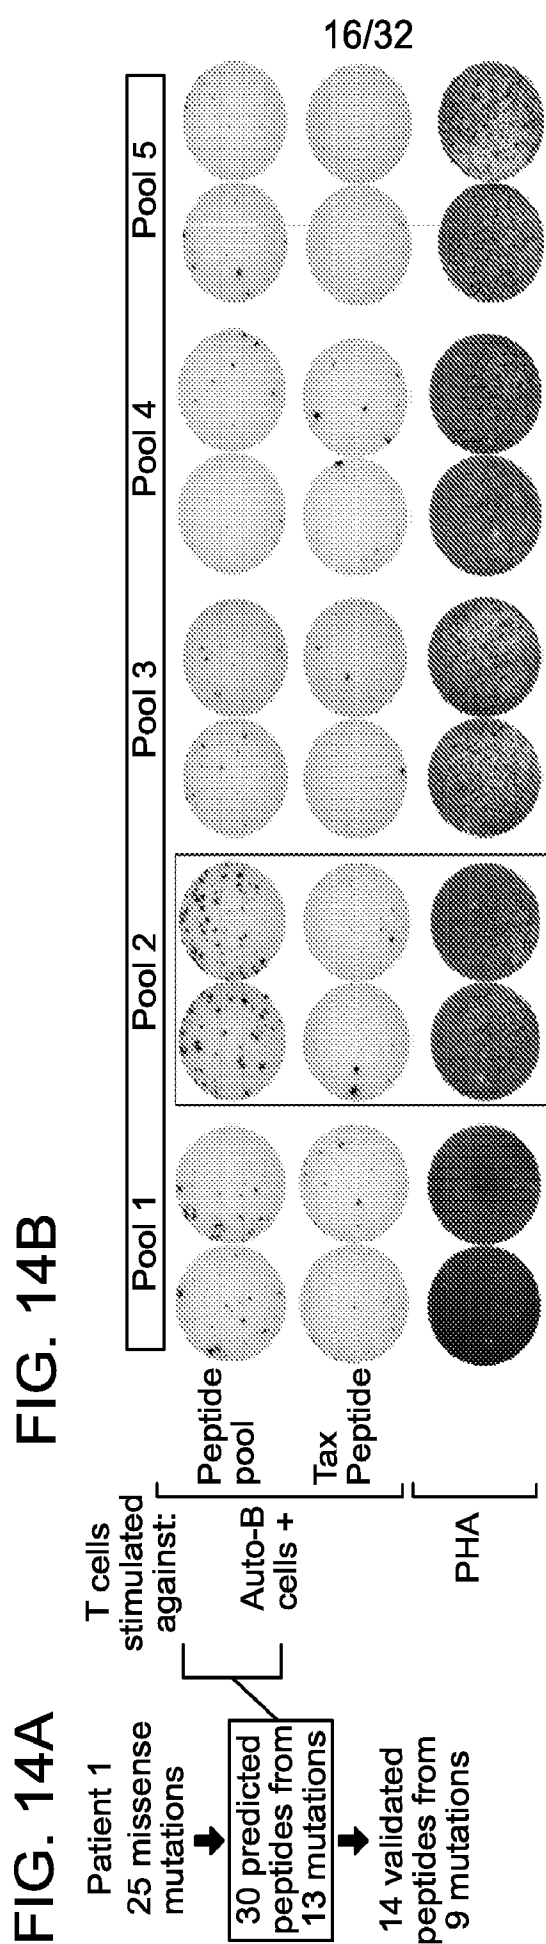 16/32
FIG. 14A
Patient 1
25 missense
mutations
30 predicted
peptides from
13 mutations
14 validated
peptides from
9 mutations
FIG. 14B
T cells
stimulated
against:
Auto-B
cells +
Peptide
pool
Tax
Peptide
PHA
Pool 1
Pool 2
Pool 3
Pool 4
Pool 5